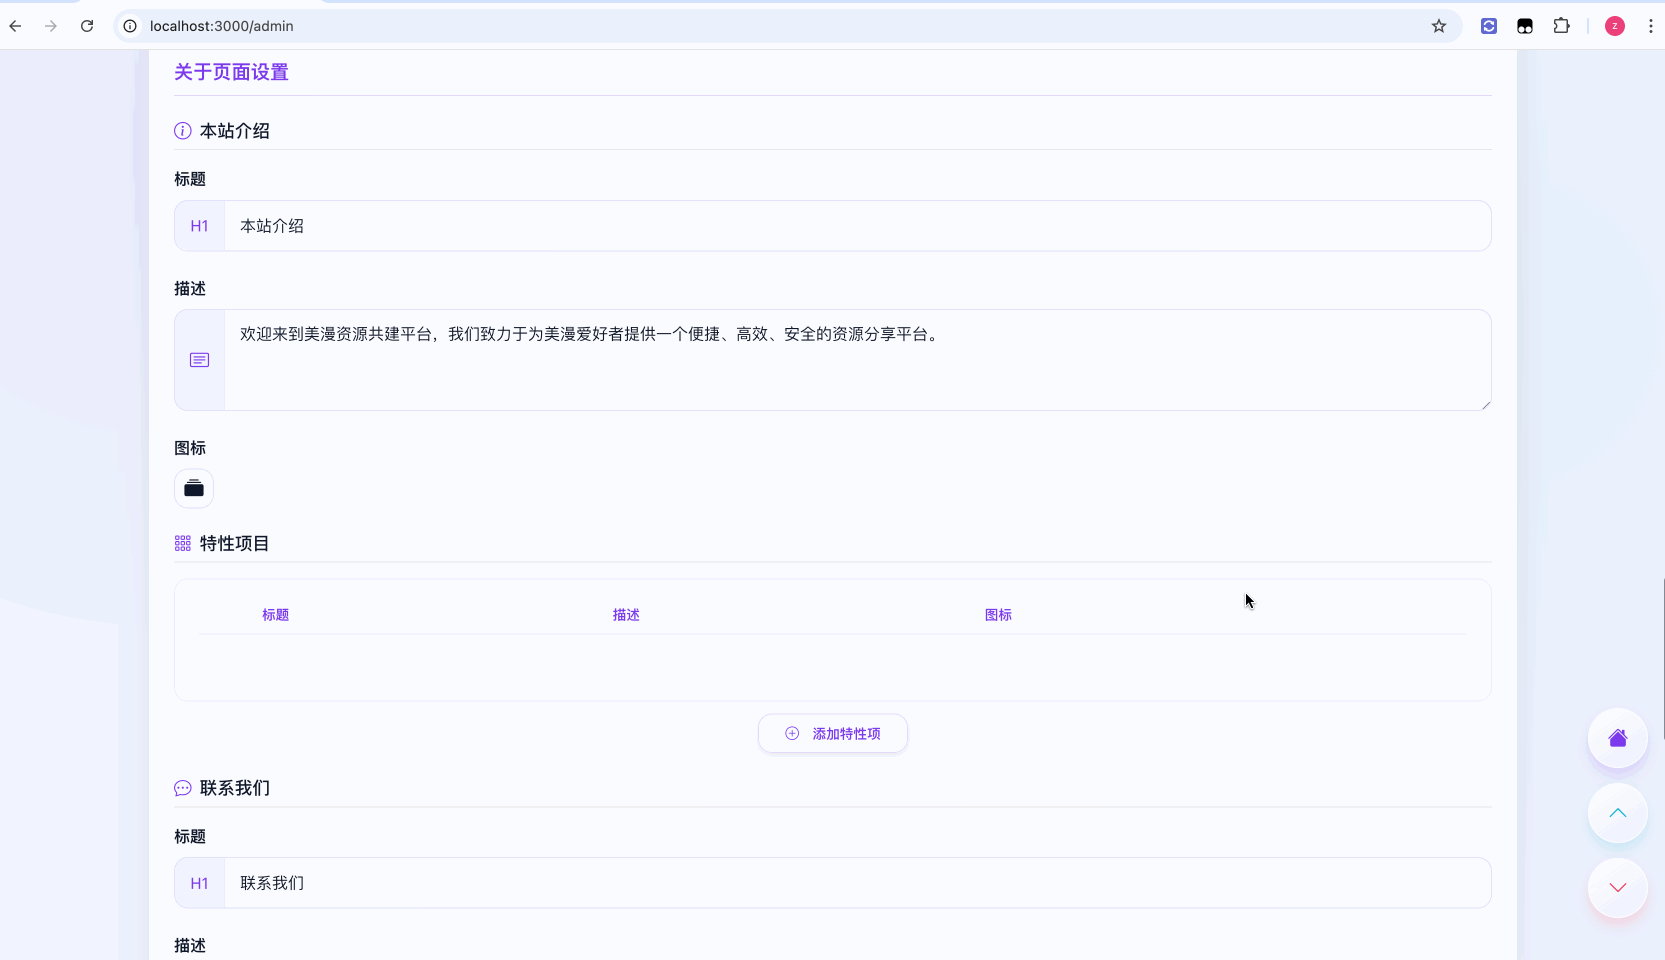 localhost:3000/admin
z
关于页面设置
本站介绍
标题
H1 本站介绍
描述
欢迎来到美漫资源共建平台，我们致力于为美漫爱好者提供一个便捷、高效、安全的资源分享平台。
图标
特性项目
标题 描述 图标
添加特性项
联系我们
标题
H1 联系我们
描述